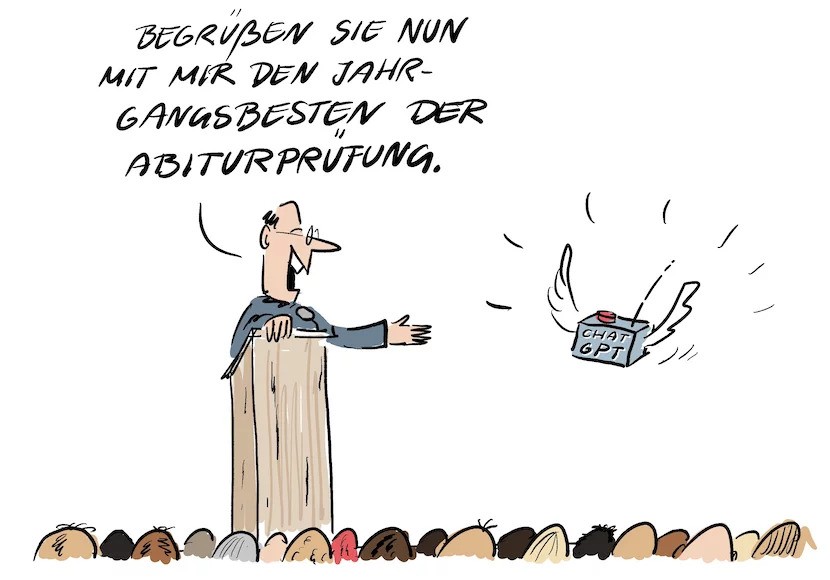 BEGRÜßEN SIE NUN
MIT MIR DEN JAHR-
GANGSBESTEN DER
ABITURPRÜFUNG.
CHAT
GPT